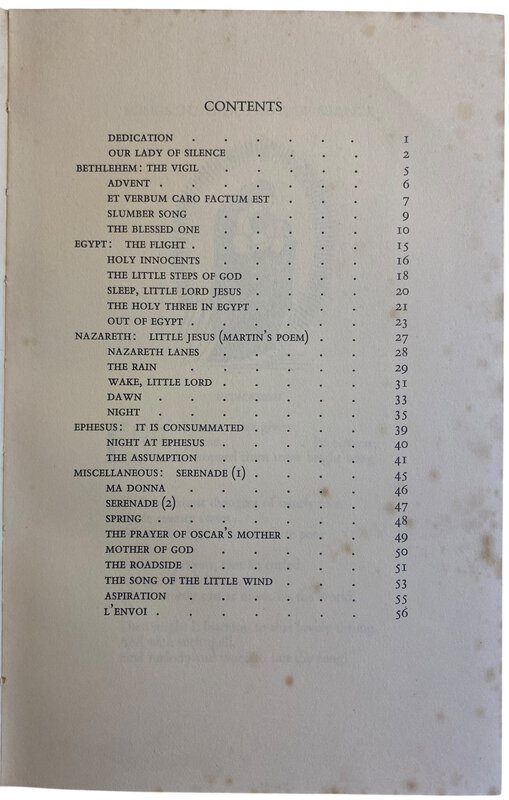 CONTENTS
DEDICATION . . . . . . 1
OUR LADY OF SILENCE . . . . 2
BETHLEHEM: THE VIGIL . . . . . 5
ADVENT . . . . . . . 6
ET VERBUM CARO FACTUM EST . . . 7
SLUMBER SONG . . . . . 9
THE BLESSED ONE . . . . . 10
EGYPT: THE FLIGHT . . . . . . 15
HOLY INNOCENTS . . . . . 16
THE LITTLE STEPS OF GOD . . . . 18
SLEEP, LITTLE LORD JESUS . . . . 20
THE HOLY THREE IN EGYPT . . . . 21
OUT OF EGYPT . . . . . . 23
NAZARETH: LITTLE JESUS (MARTIN'S POEM) . . 27
NAZARETH LANES . . . . . 28
THE RAIN . . . . . . 29
WAKE, LITTLE LORD . . . . . 31
DAWN . . . . . . . 33
NIGHT . . . . . . 35
EPHESUS: IT IS CONSUMMATED . . . . 39
NIGHT AT EPHESUS . . . . . 40
THE ASSUMPTION . . . . . 41
MISCELLANEOUS: SERENADE (1) . . . . 45
MA DONNA . . . . . . 46
SERENADE (2) . . . . . . 47
SPRING . . . . . . . 48
THE PRAYER OF OSCAR'S MOTHER . . . 49
MOTHER OF GOD . . . . . 50
THE ROADSIDE . . . . . . 51
THE SONG OF THE LITTLE WIND . . . 53
ASPIRATION . . . . . . 55
L'ENVOI . . . . . . . 56